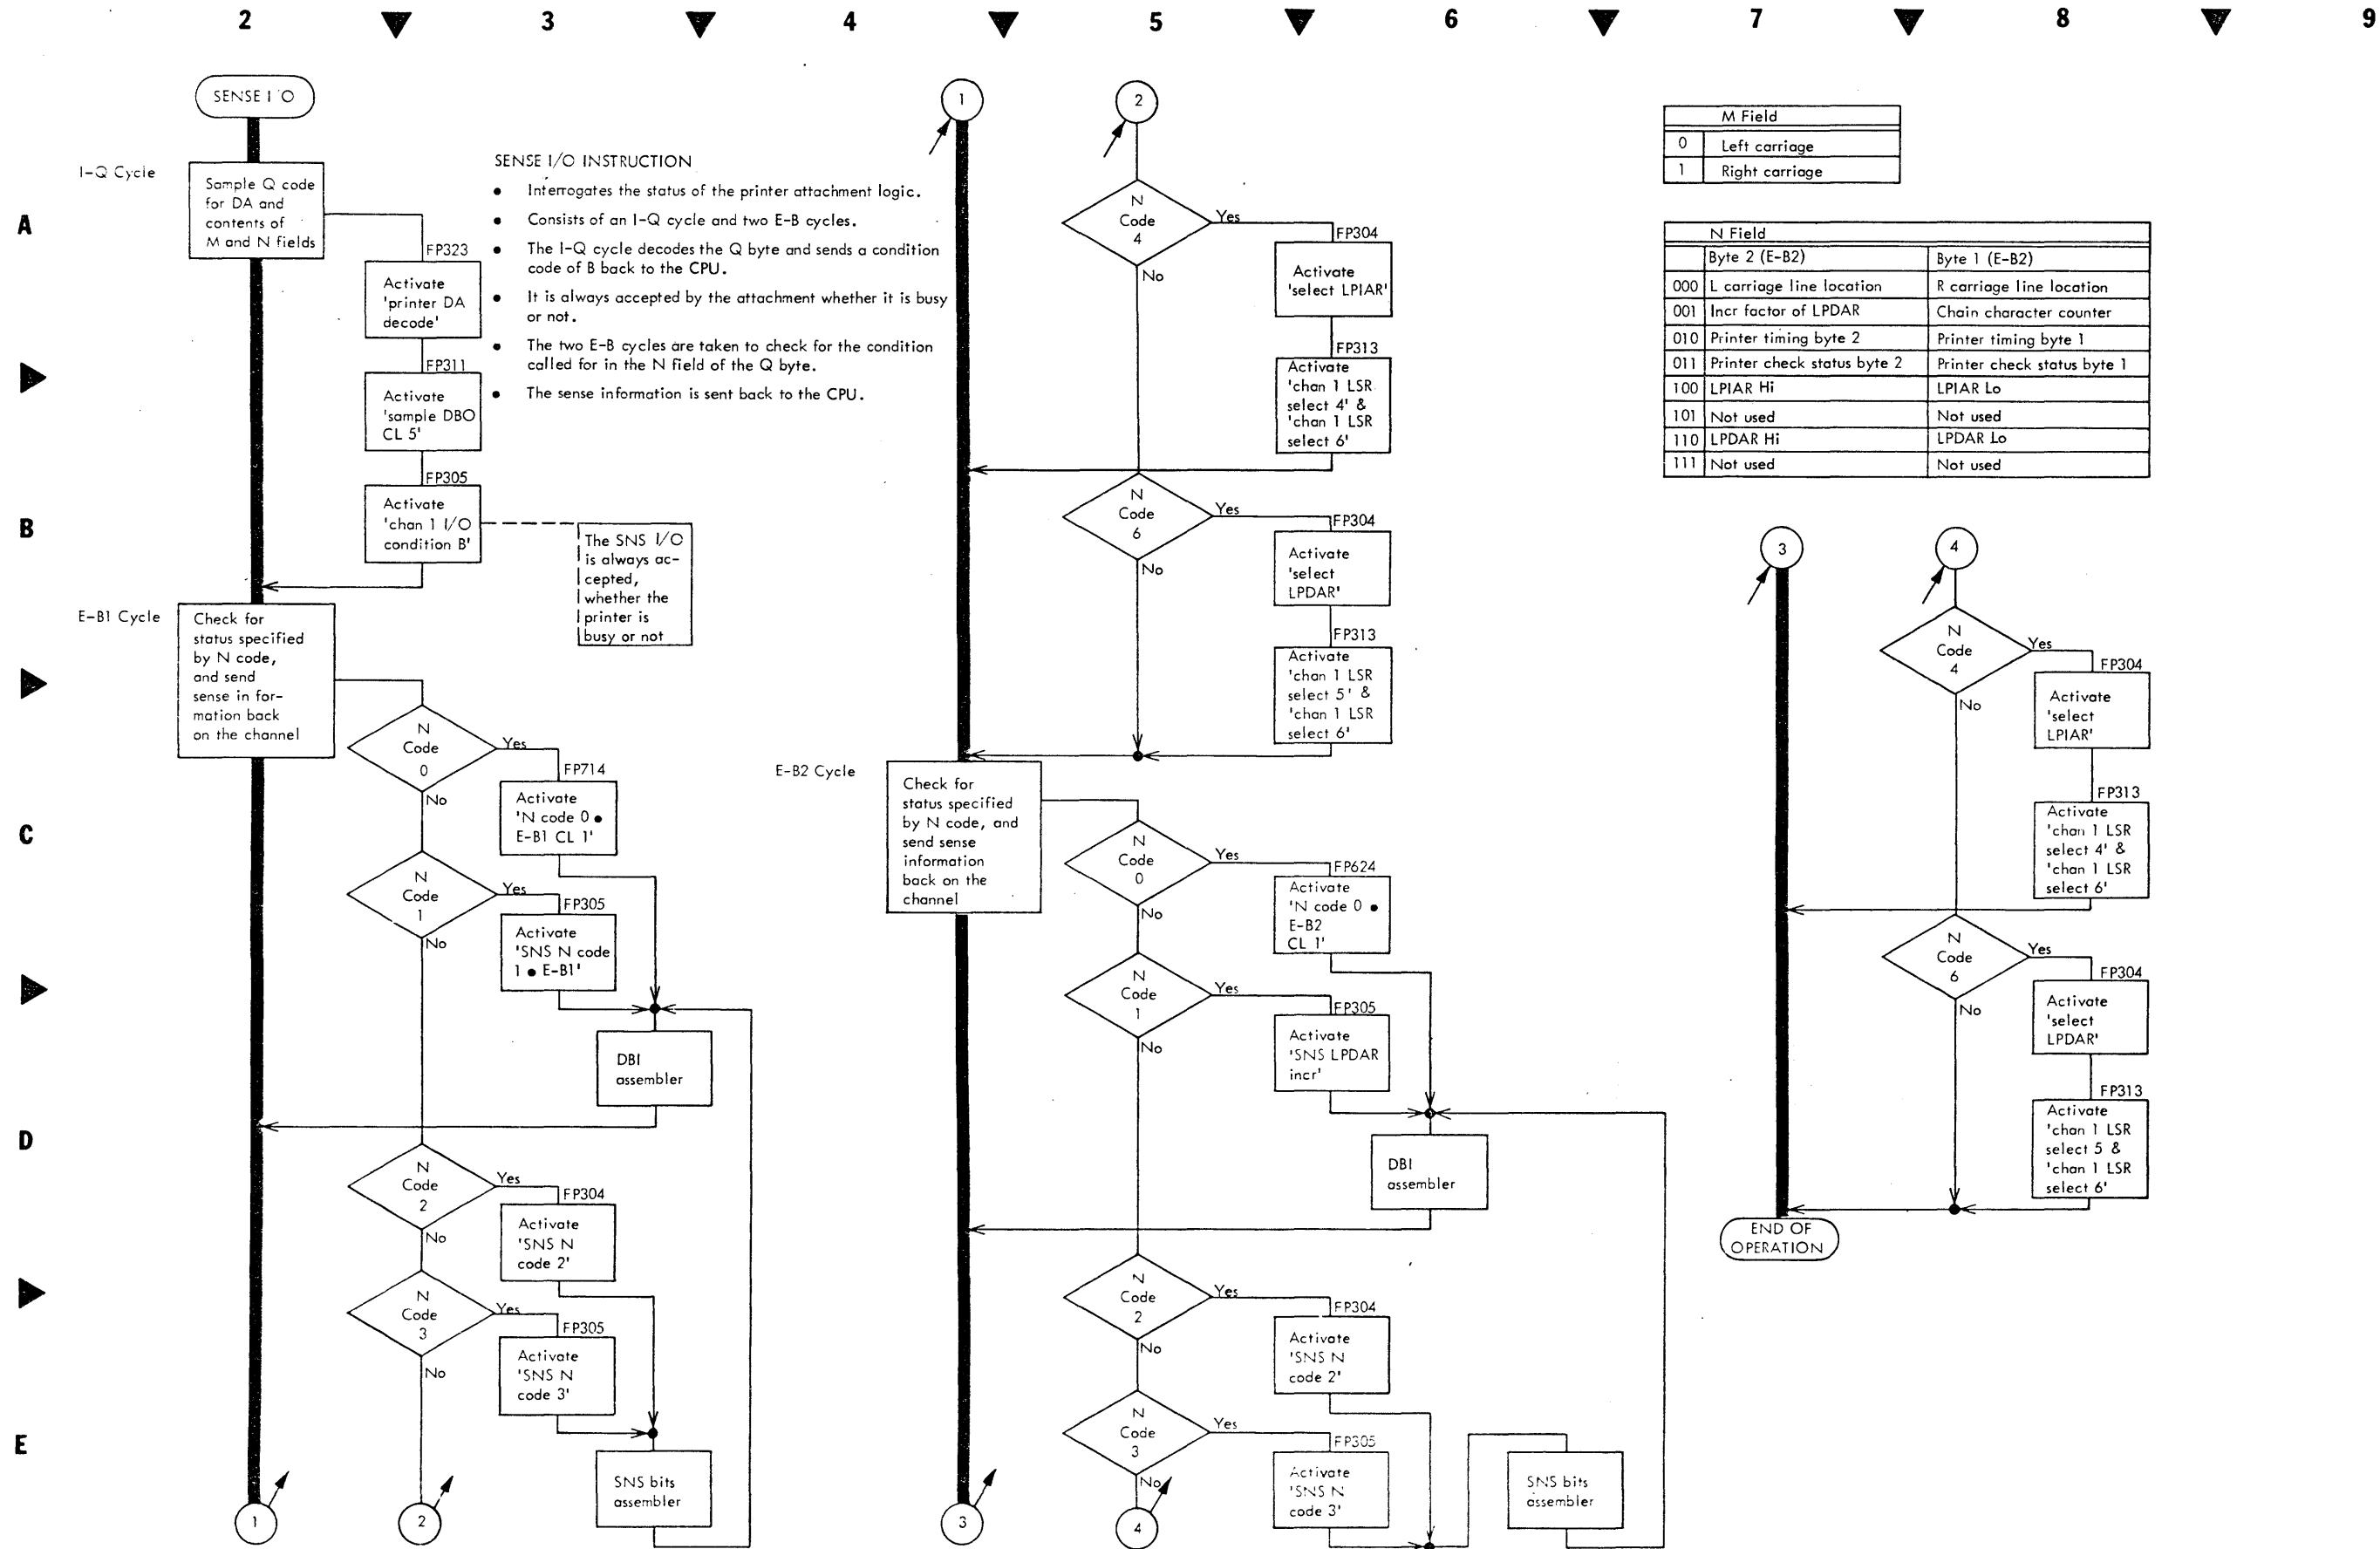 2 3 4 5 6 7 8 9
A
B
C
D
E
SENSE I/O
I-Q Cycle
Sample Q code
for DA and
contents of
M and N fields
FP323
Activate
'printer DA
decode'
FP311
Activate
'sample DBO
CL 5'
FP305
Activate
'chan 1 I/O
condition B'
The SNS I/O
is always ac-
cepted,
whether the
printer is
busy or not
SENSE I/O INSTRUCTION
• Interrogates the status of the printer attachment logic.
• Consists of an I-Q cycle and two E-B cycles.
• The I-Q cycle decodes the Q byte and sends a condition
code of B back to the CPU.
• It is always accepted by the attachment whether it is busy
or not.
• The two E-B cycles are taken to check for the condition
called for in the N field of the Q byte.
• The sense information is sent back to the CPU.
E-B1 Cycle
Check for
status specified
by N code,
and send
sense in for-
mation back
on the channel
N
Code
0
Yes
No
FP714
Activate
'N code 0 •
E-B1 CL 1'
N
Code
1
Yes
No
FP305
Activate
'SNS N code
1 • E-B1'
DBI
assembler
N
Code
2
Yes
No
FP304
Activate
'SNS N
code 2'
N
Code
3
Yes
No
FP305
Activate
'SNS N
code 3'
SNS bits
assembler
1
2
1
2
N
Code
4
Yes
No
FP304
Activate
'select LPIAR'
FP313
Activate
'chan 1 LSR
select 4' &
'chan 1 LSR
select 6'
N
Code
6
Yes
No
FP304
Activate
'select
LPDAR'
FP313
Activate
'chan 1 LSR
select 5' &
'chan 1 LSR
select 6'
E-B2 Cycle
Check for
status specified
by N code, and
send sense
information
back on the
channel
N
Code
0
Yes
No
FP624
Activate
'N code 0 •
E-B2
CL 1'
N
Code
1
Yes
No
FP305
Activate
'SNS LPDAR
incr'
DBI
assembler
N
Code
2
Yes
No
FP304
Activate
'SNS N
code 2'
N
Code
3
Yes
No
FP305
Activate
'SNS N
code 3'
SNS bits
assembler
3
4
M Field
0 Left carriage
1 Right carriage
N Field
Byte 2 (E-B2) Byte 1 (E-B2)
000 L carriage line location R carriage line location
001 Incr factor of LPDAR Chain character counter
010 Printer timing byte 2 Printer timing byte 1
011 Printer check status byte 2 Printer check status byte 1
100 LPIAR Hi LPIAR Lo
101 Not used Not used
110 LPDAR Hi LPDAR Lo
111 Not used Not used
3
4
N
Code
4
Yes
No
FP304
Activate
'select
LPIAR'
FP313
Activate
'chan 1 LSR
select 4' &
'chan 1 LSR
select 6'
N
Code
6
Yes
No
FP304
Activate
'select
LPDAR'
FP313
Activate
'chan 1 LSR
select 5 &
'chan 1 LSR
select 6'
END OF
OPERATION